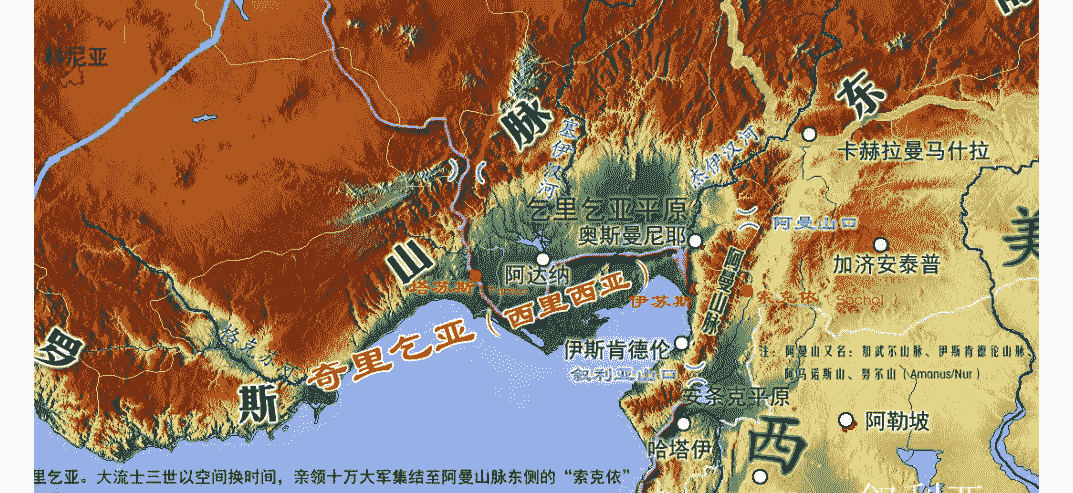 科尼亚
脉
东
塞伊汉河
杰伊汉河
卡赫拉曼马什拉
乞里乞亚平原
阿曼山口
奥斯曼尼耶
美
山
加济安泰普
阿达纳
塔苏斯
伊苏斯
索克依（Sochoi）
奇里乞亚（西里西亚）
伊斯肯德伦
注：阿曼山又名：加武尔山脉、伊斯肯德伦山脉、
阿玛诺斯山、努尔山（Amanus/Nur）
叙利亚山口
安条克平原
斯
西
阿勒坡
哈塔伊
里乞亚。大流士三世以空间换时间，亲领十万大军集结至阿曼山脉东侧的“索克依”